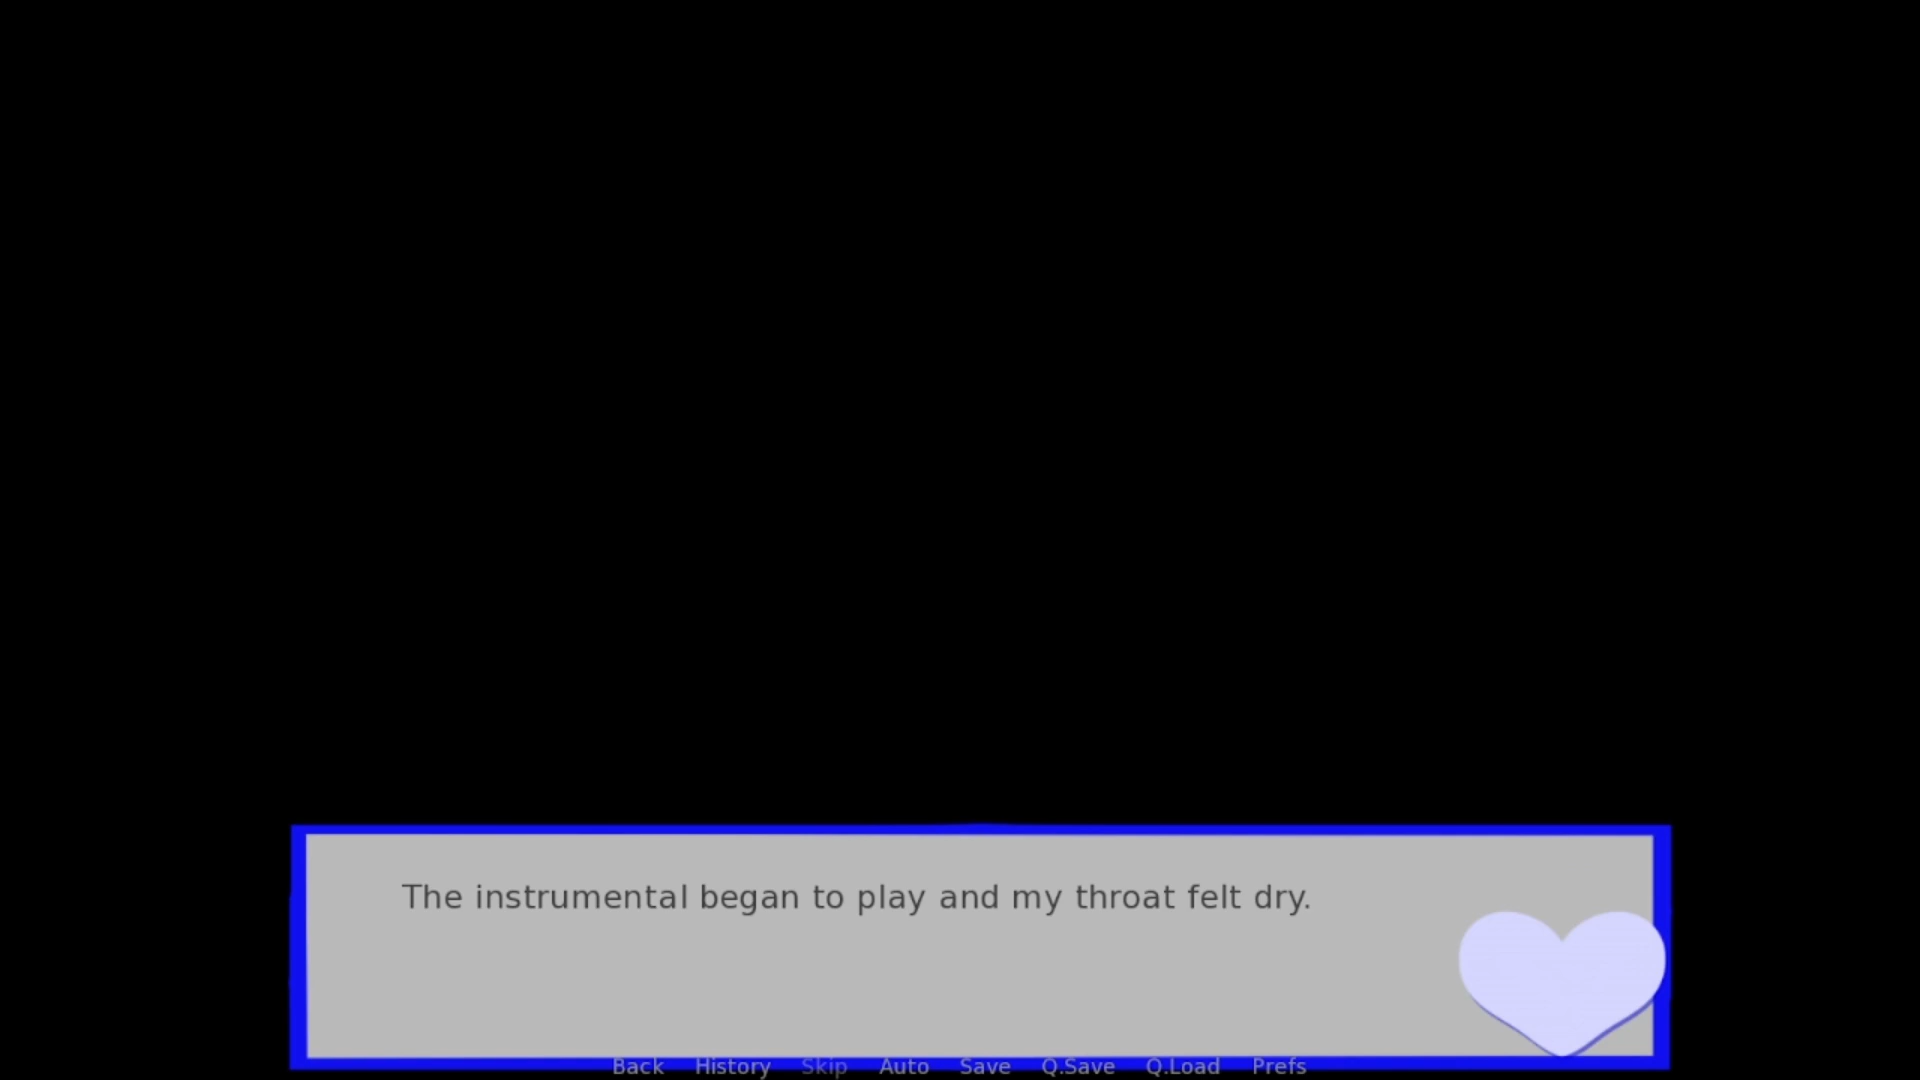 The instrumental began to play and my throat felt dry.
Back History Skip Auto Save Q.Save Q.Load Prefs